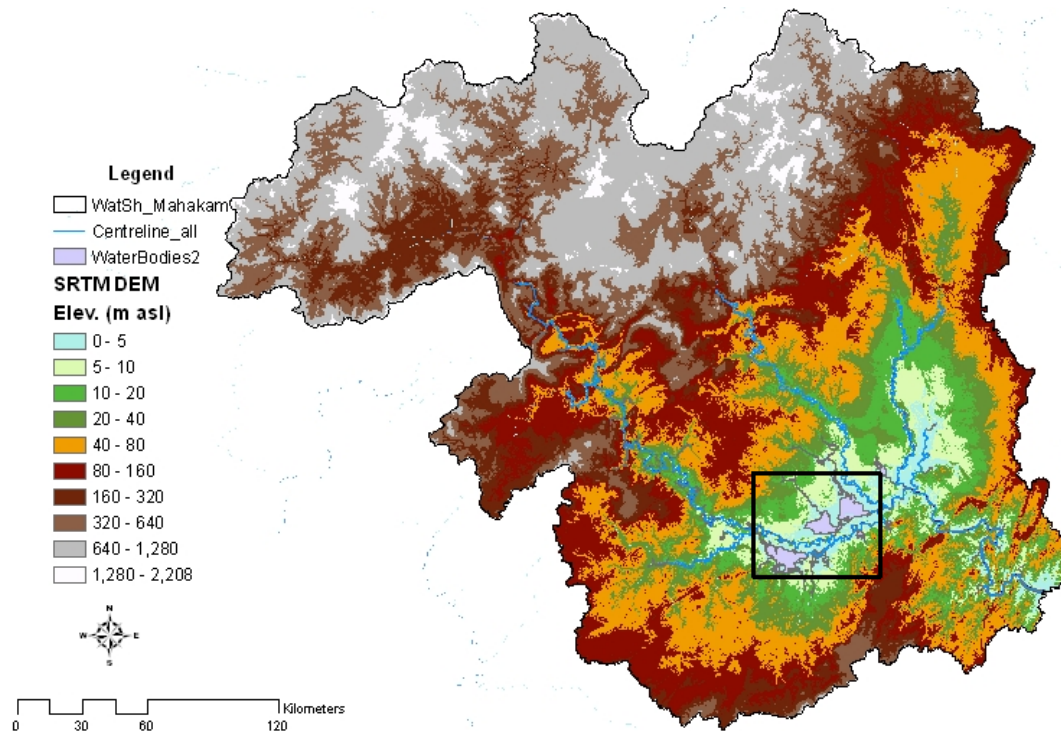 Legend
WatSh_Mahakam
Centreline_all
WaterBodies2
SRTM DEM
Elev. (m asl)
0 - 5
5 - 10
10 - 20
20 - 40
40 - 80
80 - 160
160 - 320
320 - 640
640 - 1,280
1,280 - 2,208
N
W E
S
Kilometers
0 30 60 120